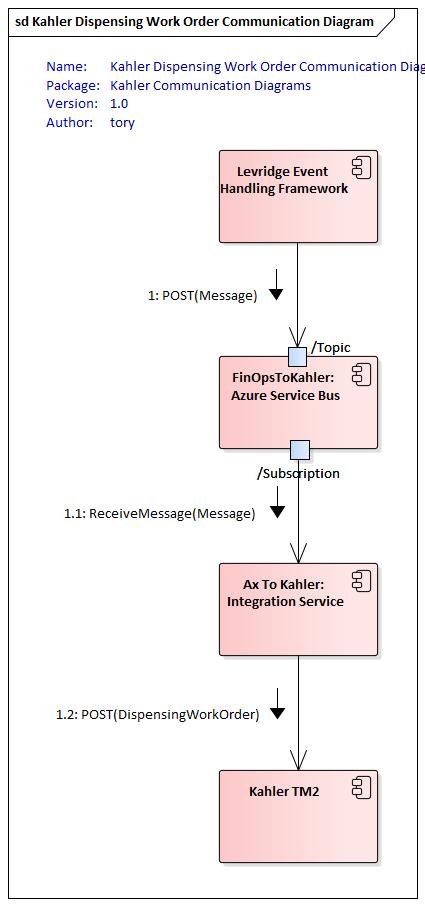 sd Kahler Dispensing Work Order Communication Diagram
Name: Kahler Dispensing Work Order Communication Diag
Package: Kahler Communication Diagrams
Version: 1.0
Author: tory
Levridge Event
Handling Framework
1: POST(Message)
/Topic
FinOpsToKahler:
Azure Service Bus
/Subscription
1.1: ReceiveMessage(Message)
Ax To Kahler:
Integration Service
1.2: POST(DispensingWorkOrder)
Kahler TM2